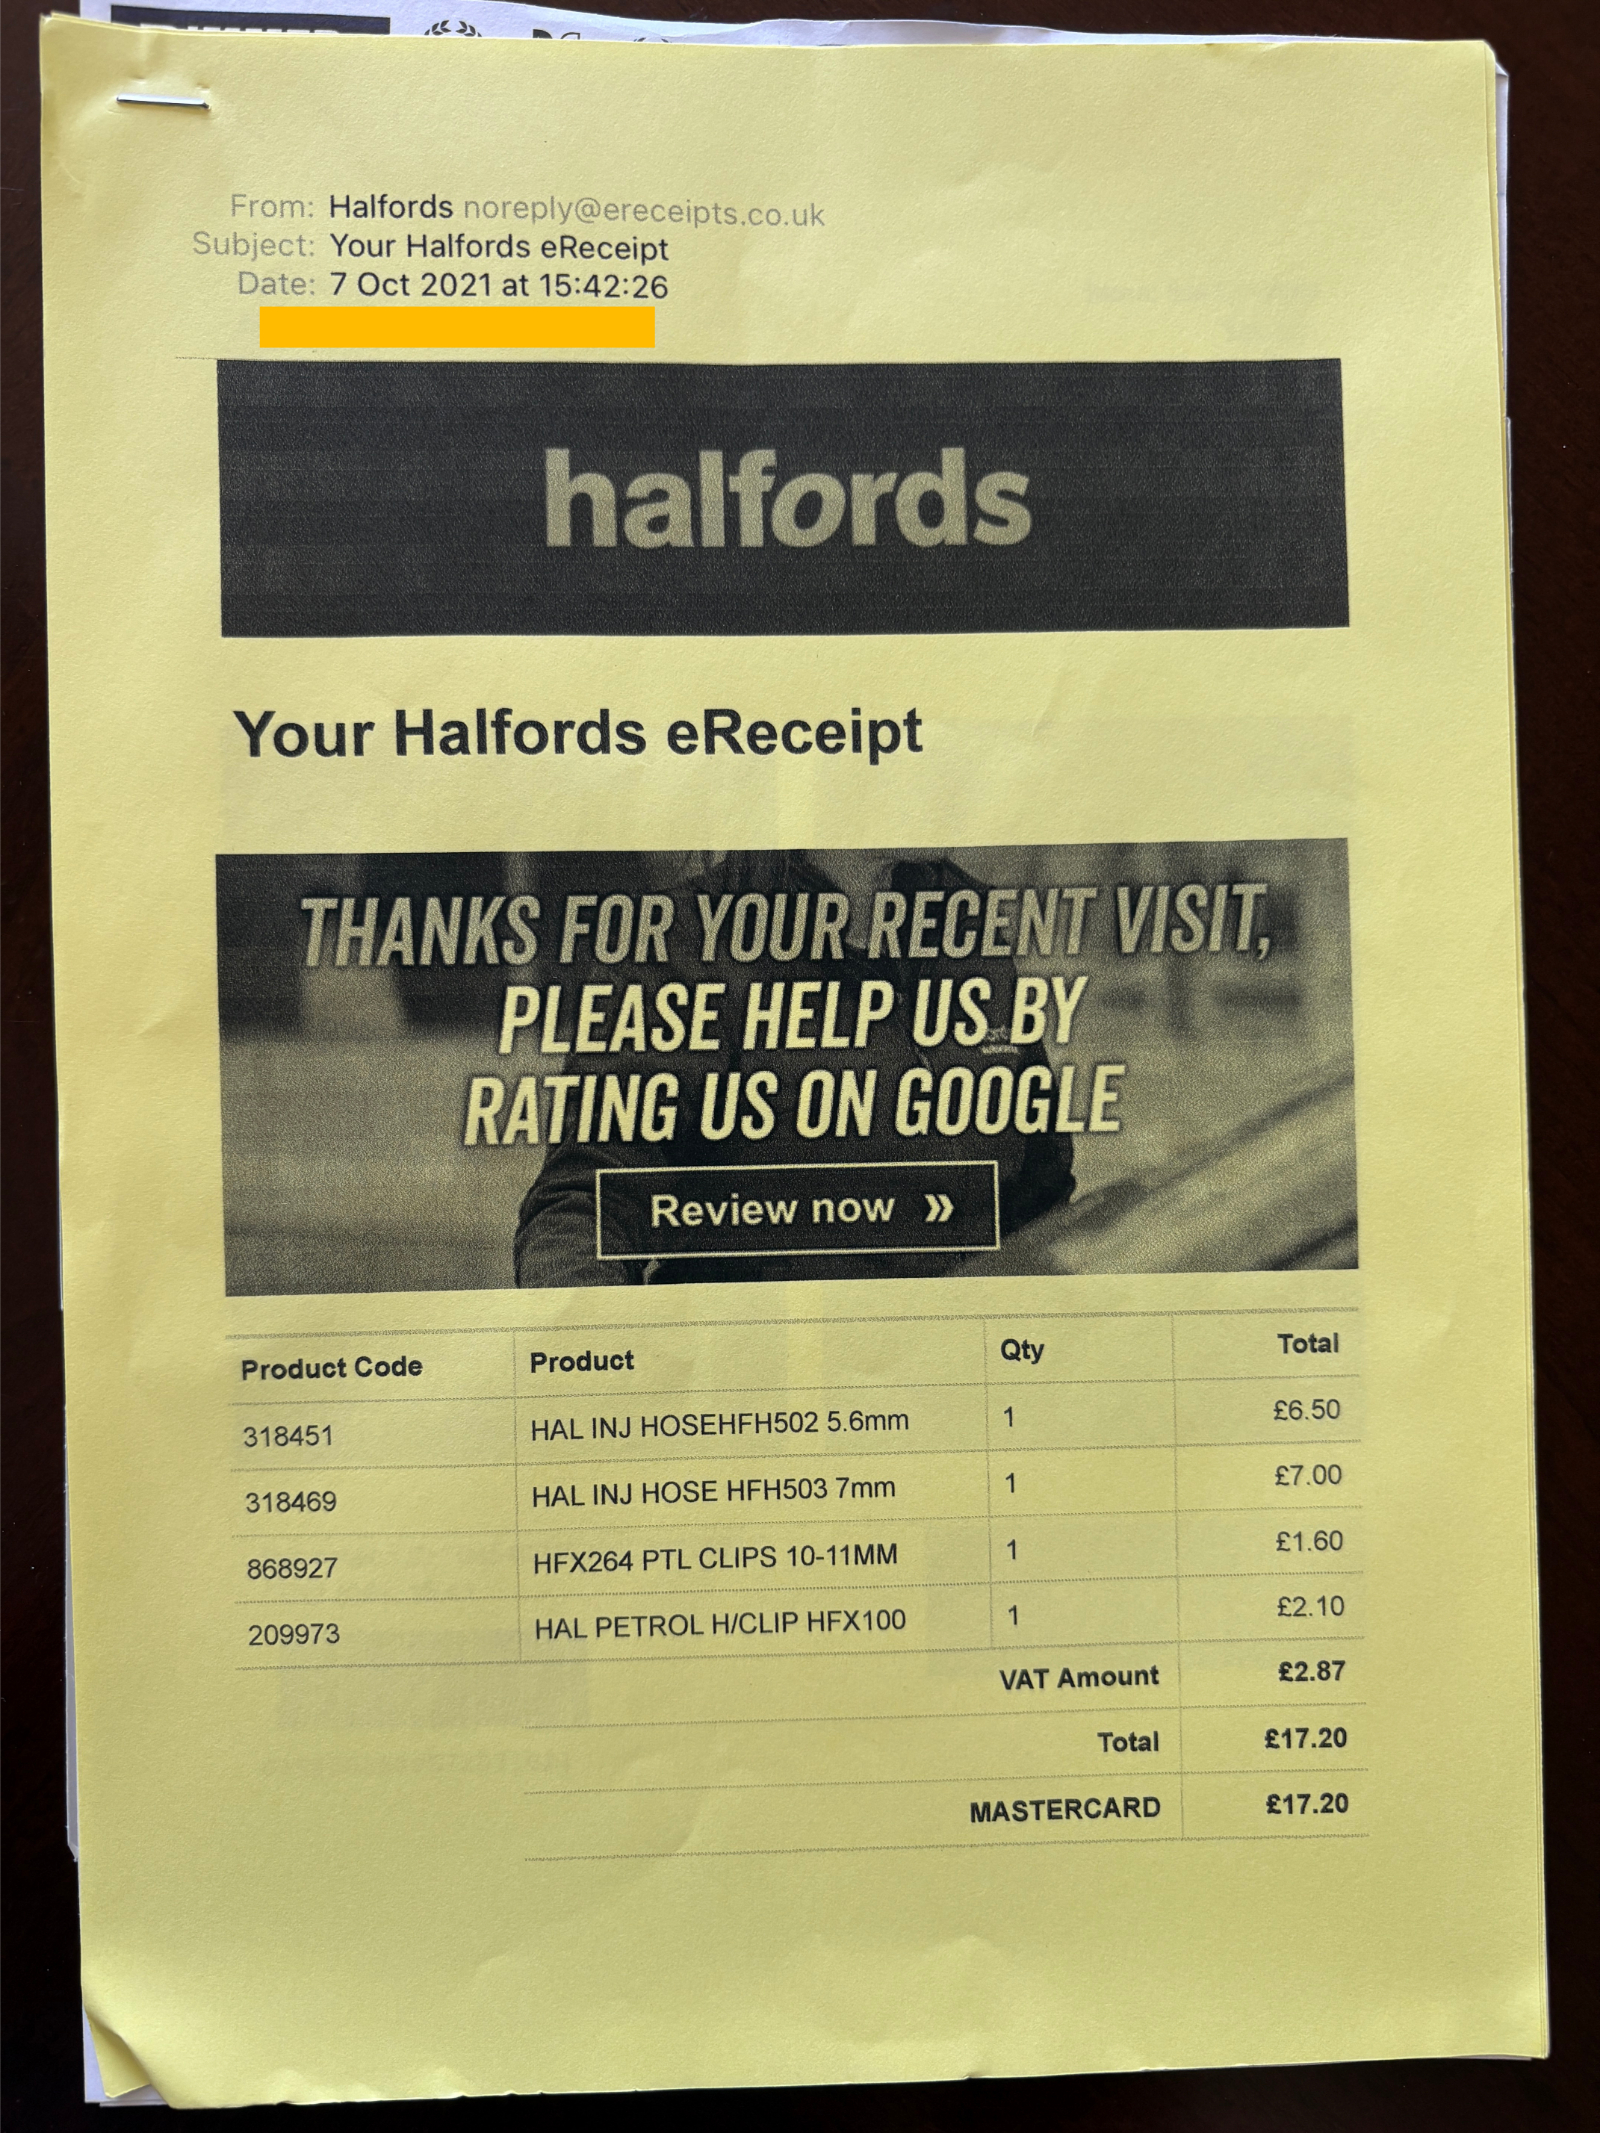 From: Halfords noreply@ereceipts.co.uk
Subject: Your Halfords eReceipt
Date: 7 Oct 2021 at 15:42:26
halfords
Your Halfords eReceipt
THANKS FOR YOUR RECENT VISIT,
PLEASE HELP US BY
RATING US ON GOOGLE
Review now »
Product Code Product Qty Total
318451 HAL INJ HOSEHFH502 5.6mm 1 £6.50
318469 HAL INJ HOSE HFH503 7mm 1 £7.00
868927 HFX264 PTL CLIPS 10-11MM 1 £1.60
209973 HAL PETROL H/CLIP HFX100 1 £2.10
VAT Amount £2.87
Total £17.20
MASTERCARD £17.20